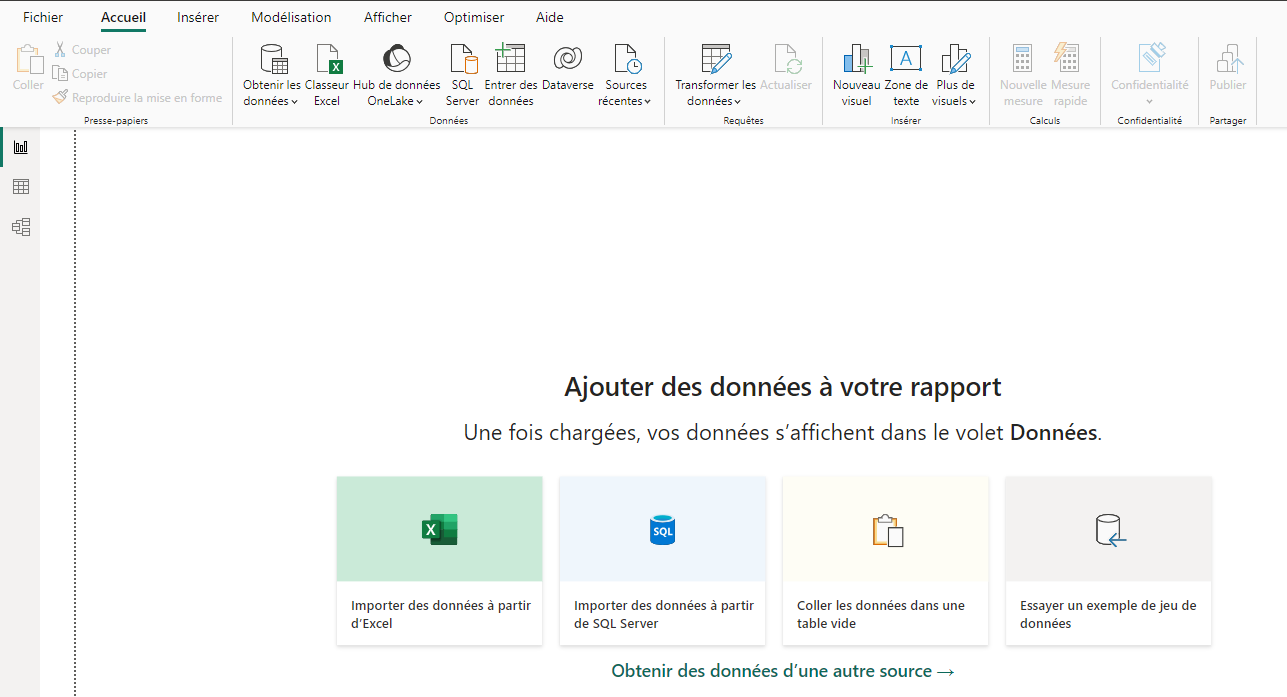 Fichier Accueil Insérer Modélisation Afficher Optimiser Aide
Coller
Couper
Copier
Reproduire la mise en forme
Presse-papiers
Obtenir les
données
Classeur
Excel
Hub de données
OneLake
SQL
Server
Entrer des
données
Dataverse
Sources
récentes
Données
Transformer les
données
Actualiser
Requêtes
Nouveau
visuel
Zone de
texte
A
Plus de
visuels
Insérer
Nouvelle
mesure
Mesure
rapide
Calculs
Confidentialité
Confidentialité
Publier
Partager
Ajouter des données à votre rapport
Une fois chargées, vos données s’affichent dans le volet Données.
X
Importer des données à partir
d’Excel
SQL
Importer des données à partir
de SQL Server
Coller les données dans une
table vide
Essayer un exemple de jeu de
données
Obtenir des données d’une autre source →